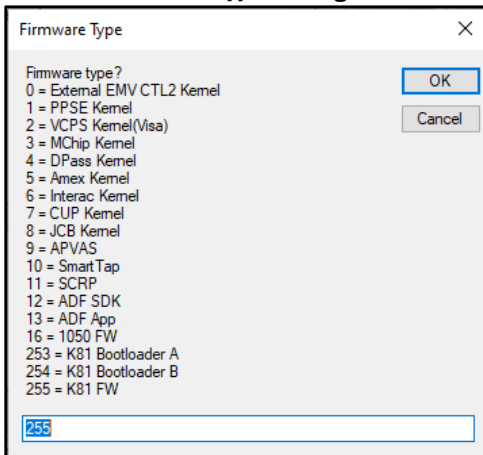 Firmware Type
Firmware type?
0 = External EMV CTL2 Kernel
1 = PPSE Kernel
2 = VCPS Kernel(Visa)
3 = MChip Kernel
4 = DPass Kernel
5 = Amex Kernel
6 = Interac Kernel
7 = CUP Kernel
8 = JCB Kernel
9 = APVAS
10 = SmartTap
11 = SCRP
12 = ADF SDK
13 = ADF App
16 = 1050 FW
253 = K81 Bootloader A
254 = K81 Bootloader B
255 = K81 FW
OK
Cancel
255